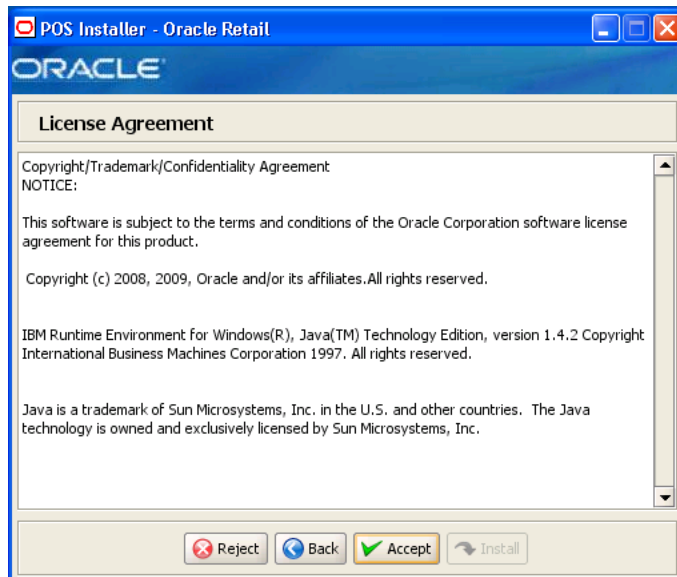 POS Installer - Oracle Retail
ORACLE
License Agreement
Copyright/Trademark/Confidentiality Agreement
NOTICE:
This software is subject to the terms and conditions of the Oracle Corporation software license
agreement for this product.
Copyright (c) 2008, 2009, Oracle and/or its affiliates.All rights reserved.
IBM Runtime Environment for Windows(R), Java(TM) Technology Edition, version 1.4.2 Copyright
International Business Machines Corporation 1997. All rights reserved.
Java is a trademark of Sun Microsystems, Inc. in the U.S. and other countries. The Java
technology is owned and exclusively licensed by Sun Microsystems, Inc.
Reject Back Accept Install